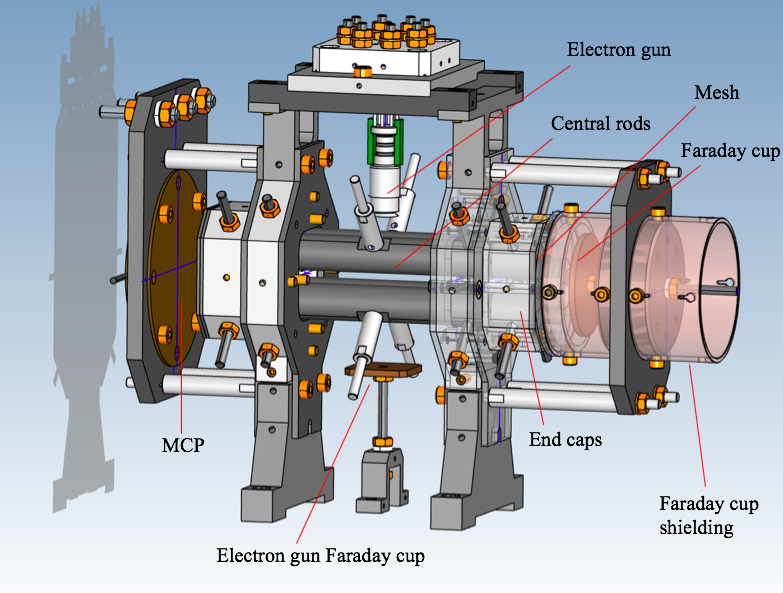 Electron gun
Mesh
Central rods
Faraday cup
MCP
End caps
Faraday cup
shielding
Electron gun Faraday cup